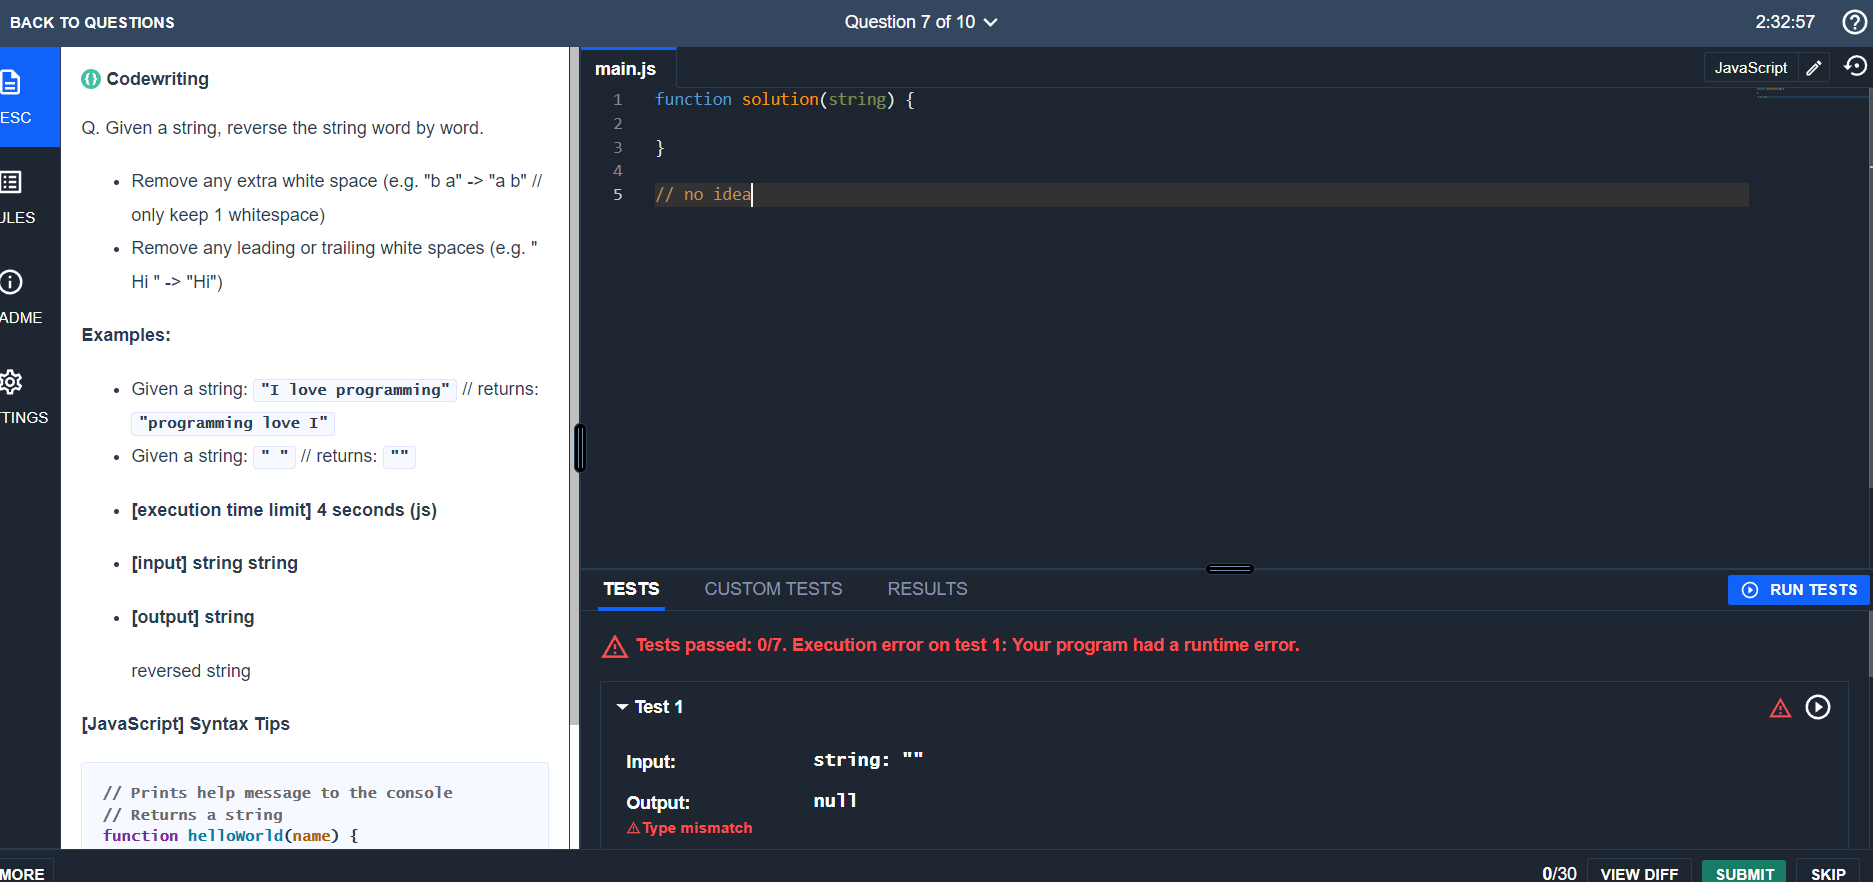 BACK TO QUESTIONS
Question 7 of 10
2:32:57
ESC
ULES
ADME
TTINGS
MORE
Codewriting
Q. Given a string, reverse the string word by word.
Remove any extra white space (e.g. "b a" -> "a b" //
only keep 1 whitespace)
Remove any leading or trailing white spaces (e.g. "
Hi " -> "Hi")
Examples:
Given a string: "I love programming" // returns:
"programming love I"
Given a string: " " // returns: ""
[execution time limit] 4 seconds (js)
[input] string string
[output] string
reversed string
[JavaScript] Syntax Tips
// Prints help message to the console
// Returns a string
function helloWorld(name) {
main.js
JavaScript
1 function solution(string) {
2
3 }
4
5 // no idea
TESTS
CUSTOM TESTS
RESULTS
RUN TESTS
Tests passed: 0/7. Execution error on test 1: Your program had a runtime error.
Test 1
Input: string: ""
Output: null
Type mismatch
0/30
VIEW DIFF
SUBMIT
SKIP